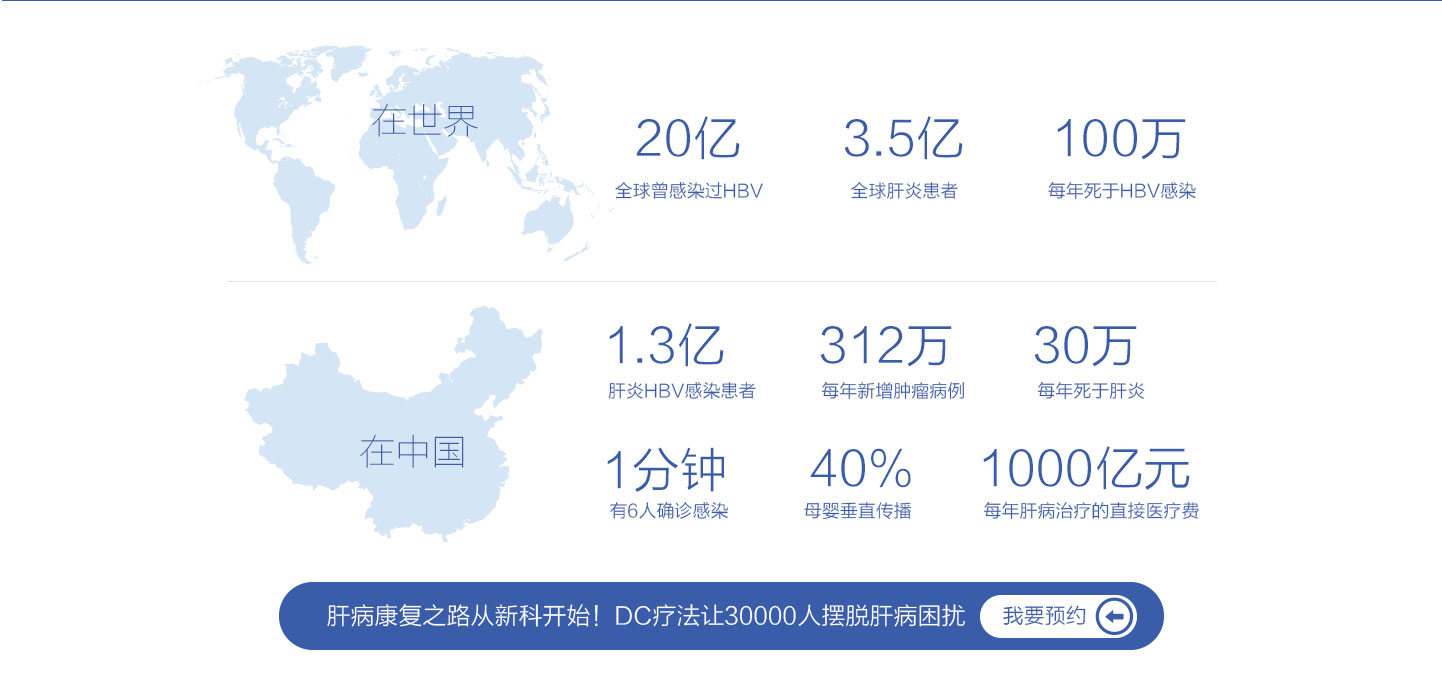 在世界
20亿
3.5亿
100万
全球曾感染过HBV
全球肝炎患者
每年死于HBV感染
在中国
1.3亿
312万
30万
肝炎HBV感染患者
每年新增肿瘤病例
每年死于肝炎
1分钟
40%
1000亿元
有6人确诊感染
母婴垂直传播
每年肝病治疗的直接医疗费
肝病康复之路从新科开始！DC疗法让30000人摆脱肝病困扰
我要预约